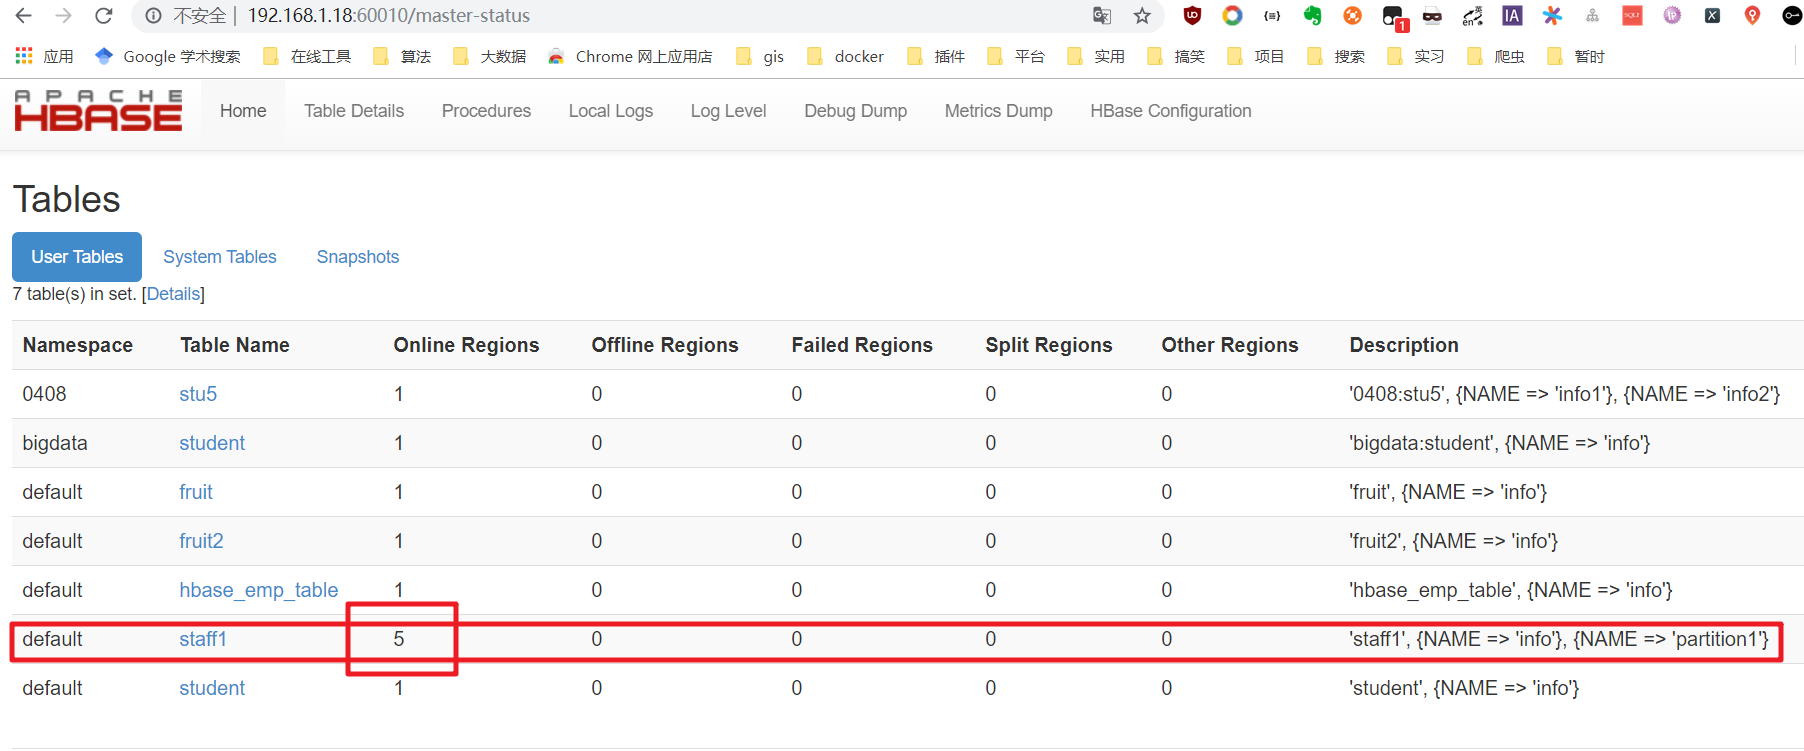 不安全 | 192.168.1.18:60010/master-status
1
应用 Google 学术搜索 在线工具 算法 大数据 Chrome 网上应用店 gis docker 插件 平台 实用 搞笑 项目 搜索 实习 爬虫 暂时
APACHE
HBASE
Home Table Details Procedures Local Logs Log Level Debug Dump Metrics Dump HBase Configuration
Tables
User Tables System Tables Snapshots
7 table(s) in set. [Details]
Namespace Table Name Online Regions Offline Regions Failed Regions Split Regions Other Regions Description
0408 stu5 1 0 0 0 0 '0408:stu5', {NAME => 'info1'}, {NAME => 'info2'}
bigdata student 1 0 0 0 0 'bigdata:student', {NAME => 'info'}
default fruit 1 0 0 0 0 'fruit', {NAME => 'info'}
default fruit2 1 0 0 0 0 'fruit2', {NAME => 'info'}
default hbase_emp_table 1 0 0 0 0 'hbase_emp_table', {NAME => 'info'}
default staff1 5 0 0 0 0 'staff1', {NAME => 'info'}, {NAME => 'partition1'}
default student 1 0 0 0 0 'student', {NAME => 'info'}